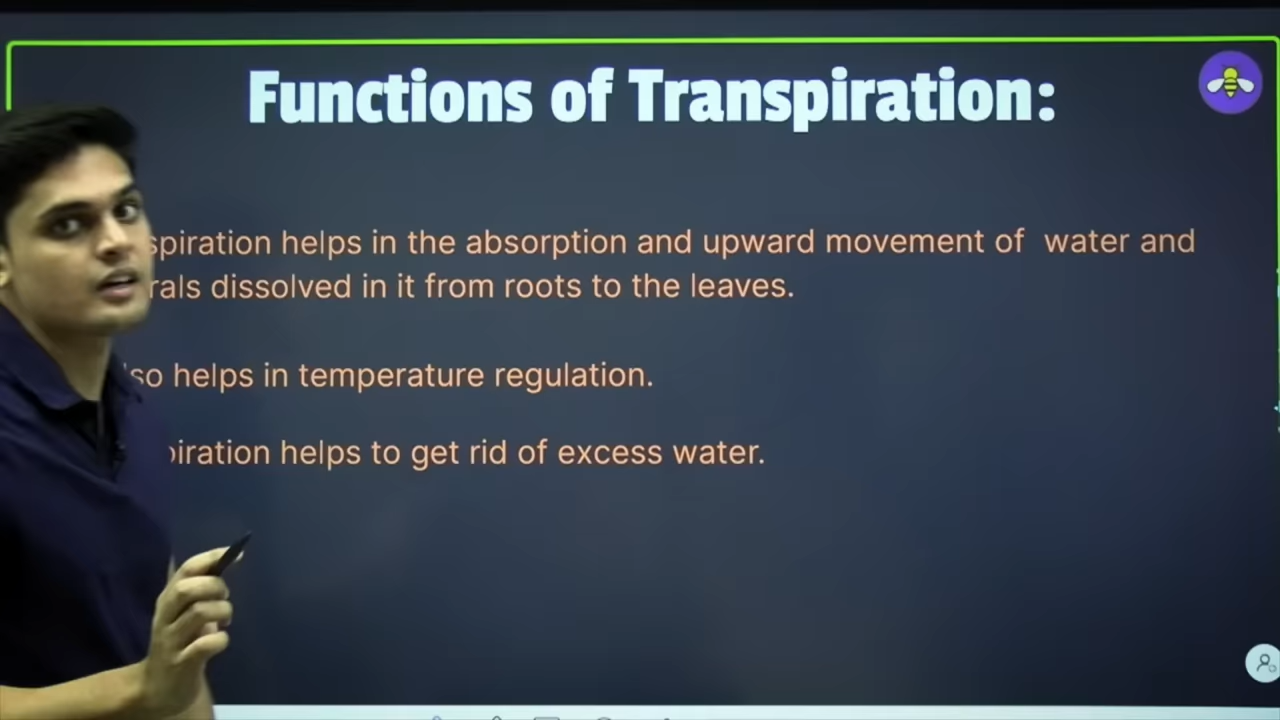 Functions of Transpiration:
spiration helps in the absorption and upward movement of water and
rals dissolved in it from roots to the leaves.
so helps in temperature regulation.
piration helps to get rid of excess water.